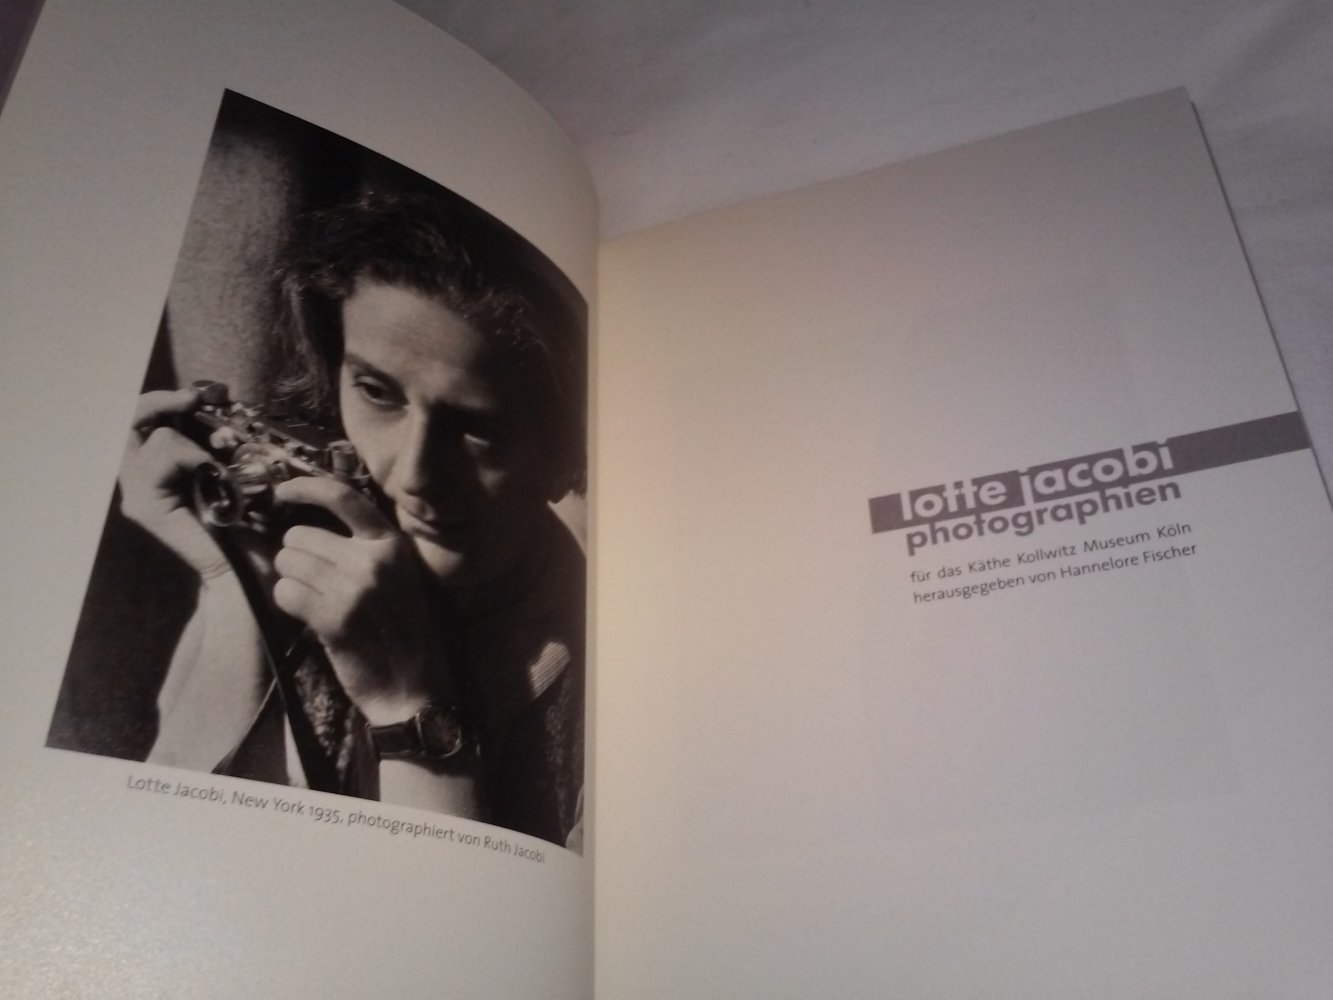 Lotte Jacobi, New York 1935, photographiert von Ruth Jacobi
lotte jacobi
photographien
für das Käthe Kollwitz Museum Köln
herausgegeben von Hannelore Fischer